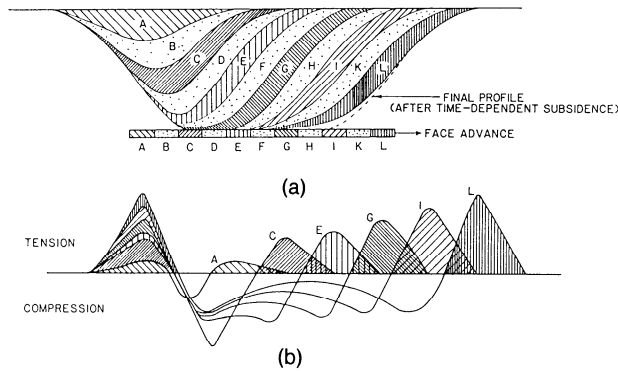 A
B
C
D
E
F
G
H
I
K
L
FINAL PROFILE
(AFTER TIME-DEPENDENT SUBSIDENCE)
FACE ADVANCE
A B C D E F G H I K L
(a)
TENSION
COMPRESSION
A
C
E
G
I
L
(b)